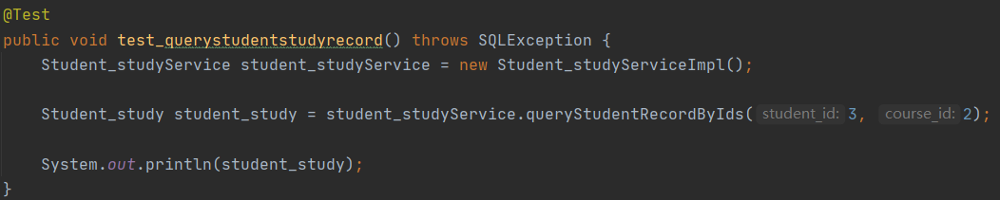 @Test
public void test_querystudentstudyrecord() throws SQLException {
Student_studyService student_studyService = new Student_studyServiceImpl();
Student_study student_study = student_studyService.queryStudentRecordByIds( student_id: 3, course_id: 2);
System.out.println(student_study);
}